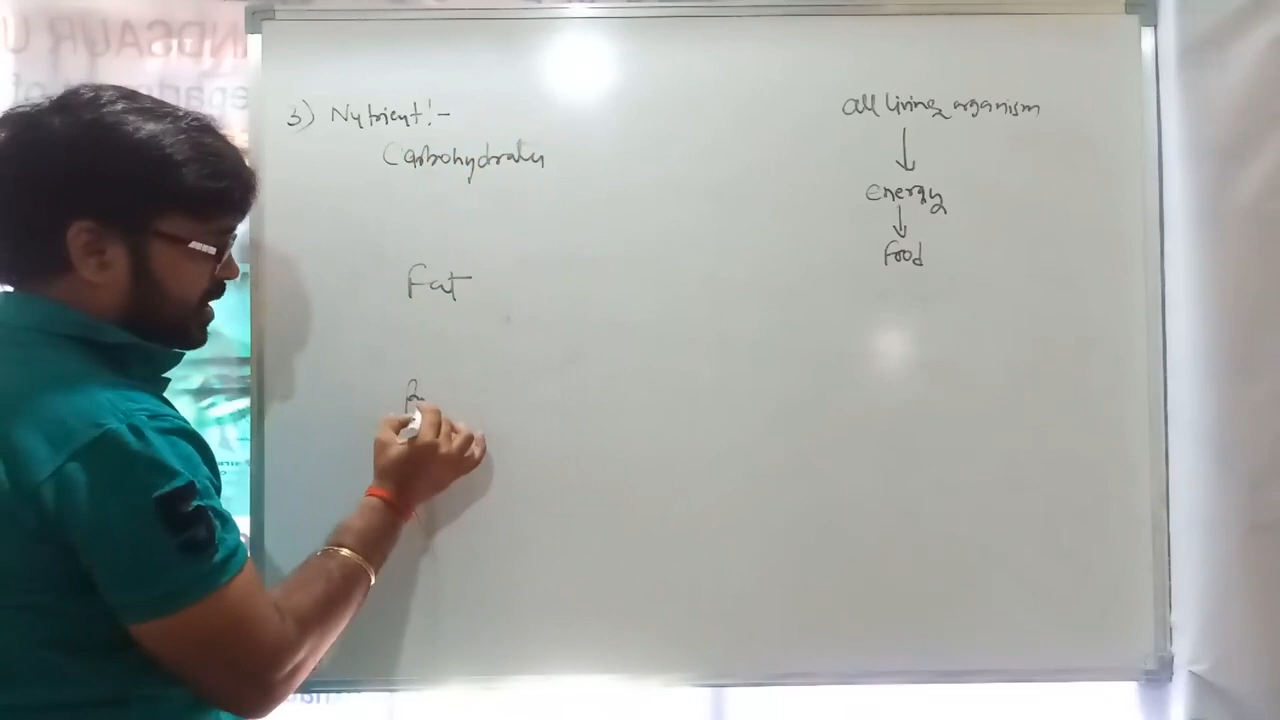 3) Nutrient:-
Carbohydrates
Fat
all living organism
energy
food